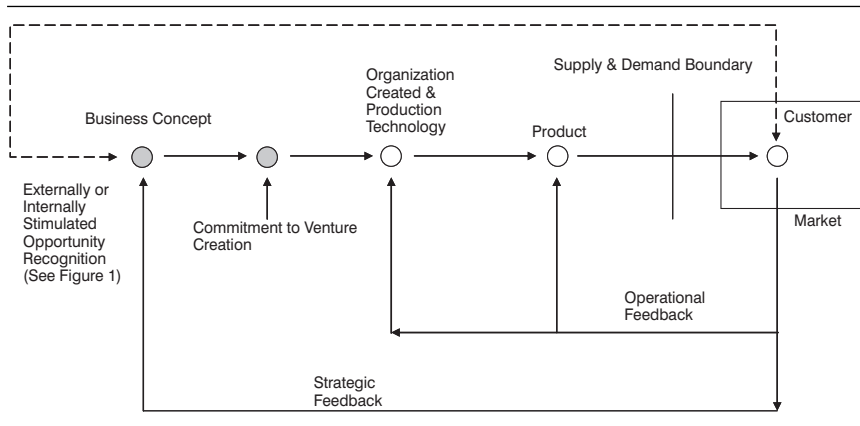 Supply & Demand Boundary
Organization
Created &
Production
Technology
Business Concept
Customer
Product
Externally or
Internally
Stimulated
Opportunity
Recognition
(See Figure 1)
Commitment to Venture
Creation
Market
Operational
Feedback
Strategic
Feedback